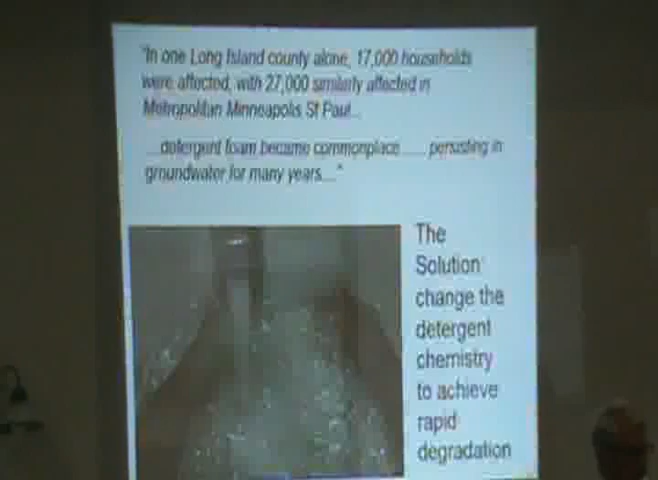 "In one Long Island county alone, 17,000 households
were affected, with 27,000 similarly affected in
Metropolitan Minneapolis St Paul...
...detergent foam became commonplace ...... persisting in
groundwater for many years...."
The
Solution
change the
detergent
chemistry
to achieve
rapid
degradation